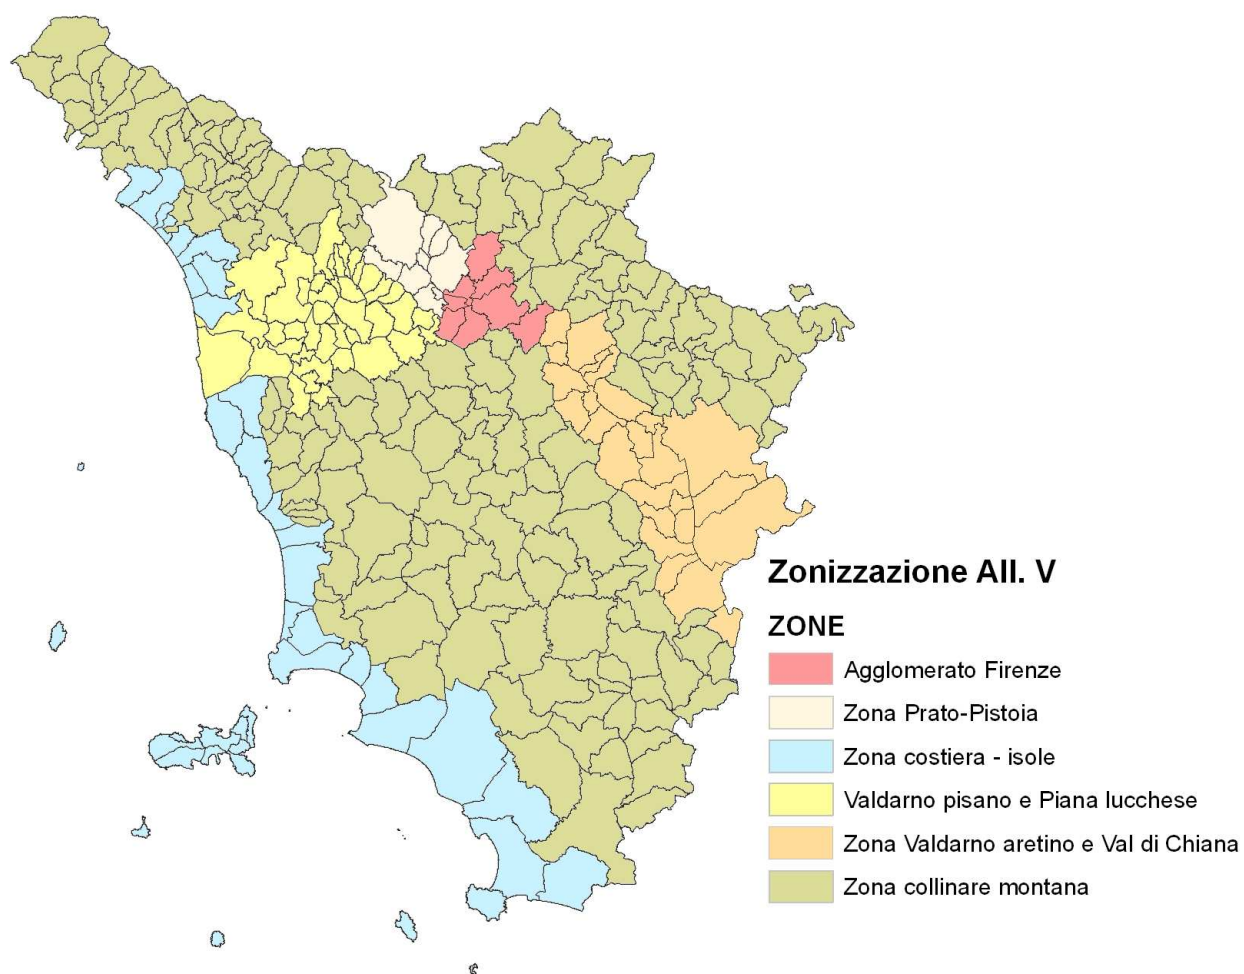 Zonizzazione All. V
ZONE
Agglomerato Firenze
Zona Prato-Pistoia
Zona costiera - isole
Valdarno pisano e Piana lucchese
Zona Valdarno aretino e Val di Chiana
Zona collinare montana